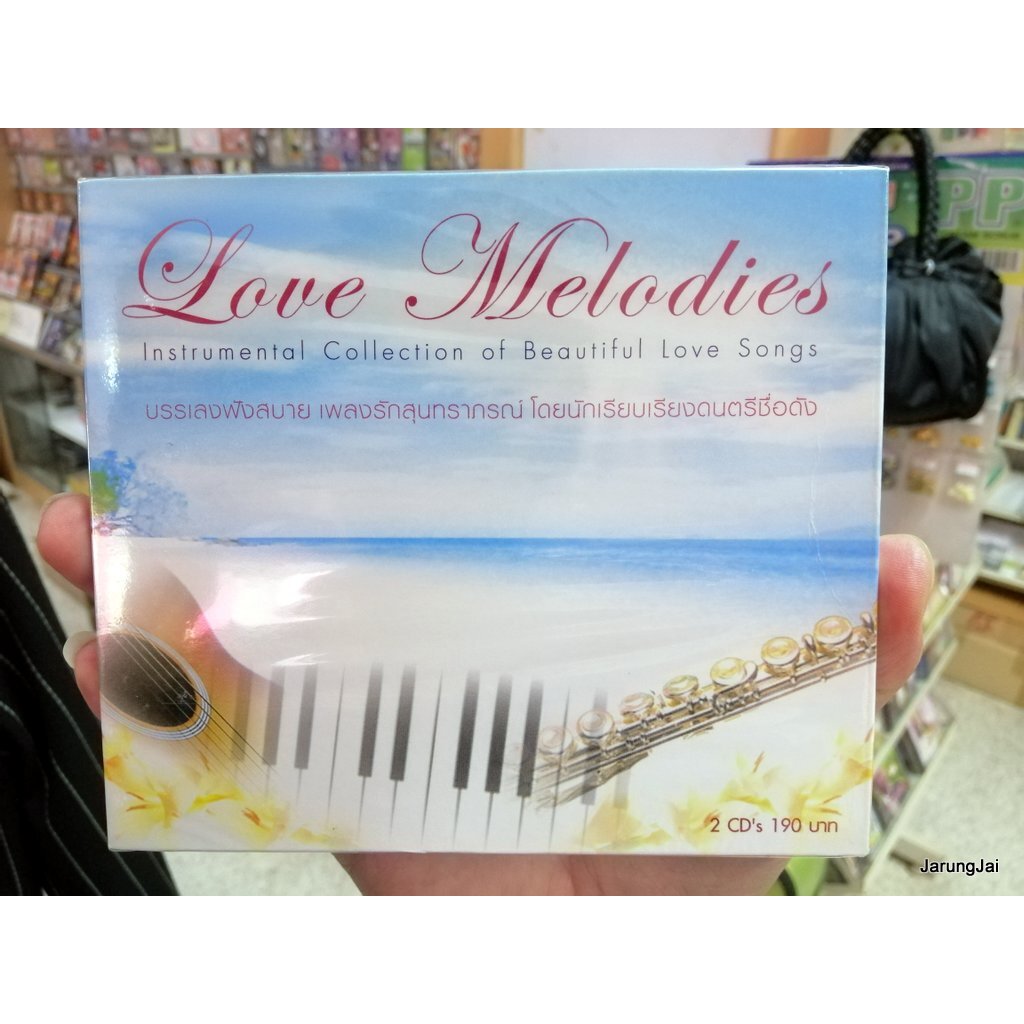 Love Melodies
Instrumental Collection of Beautiful Love Songs
บรรเลงฟังสบาย เพลงรักสุนทราภรณ์ โดยนักเรียบเรียงดนตรีชื่อดัง
2 CD's 190 บาท
PP
JarungJai